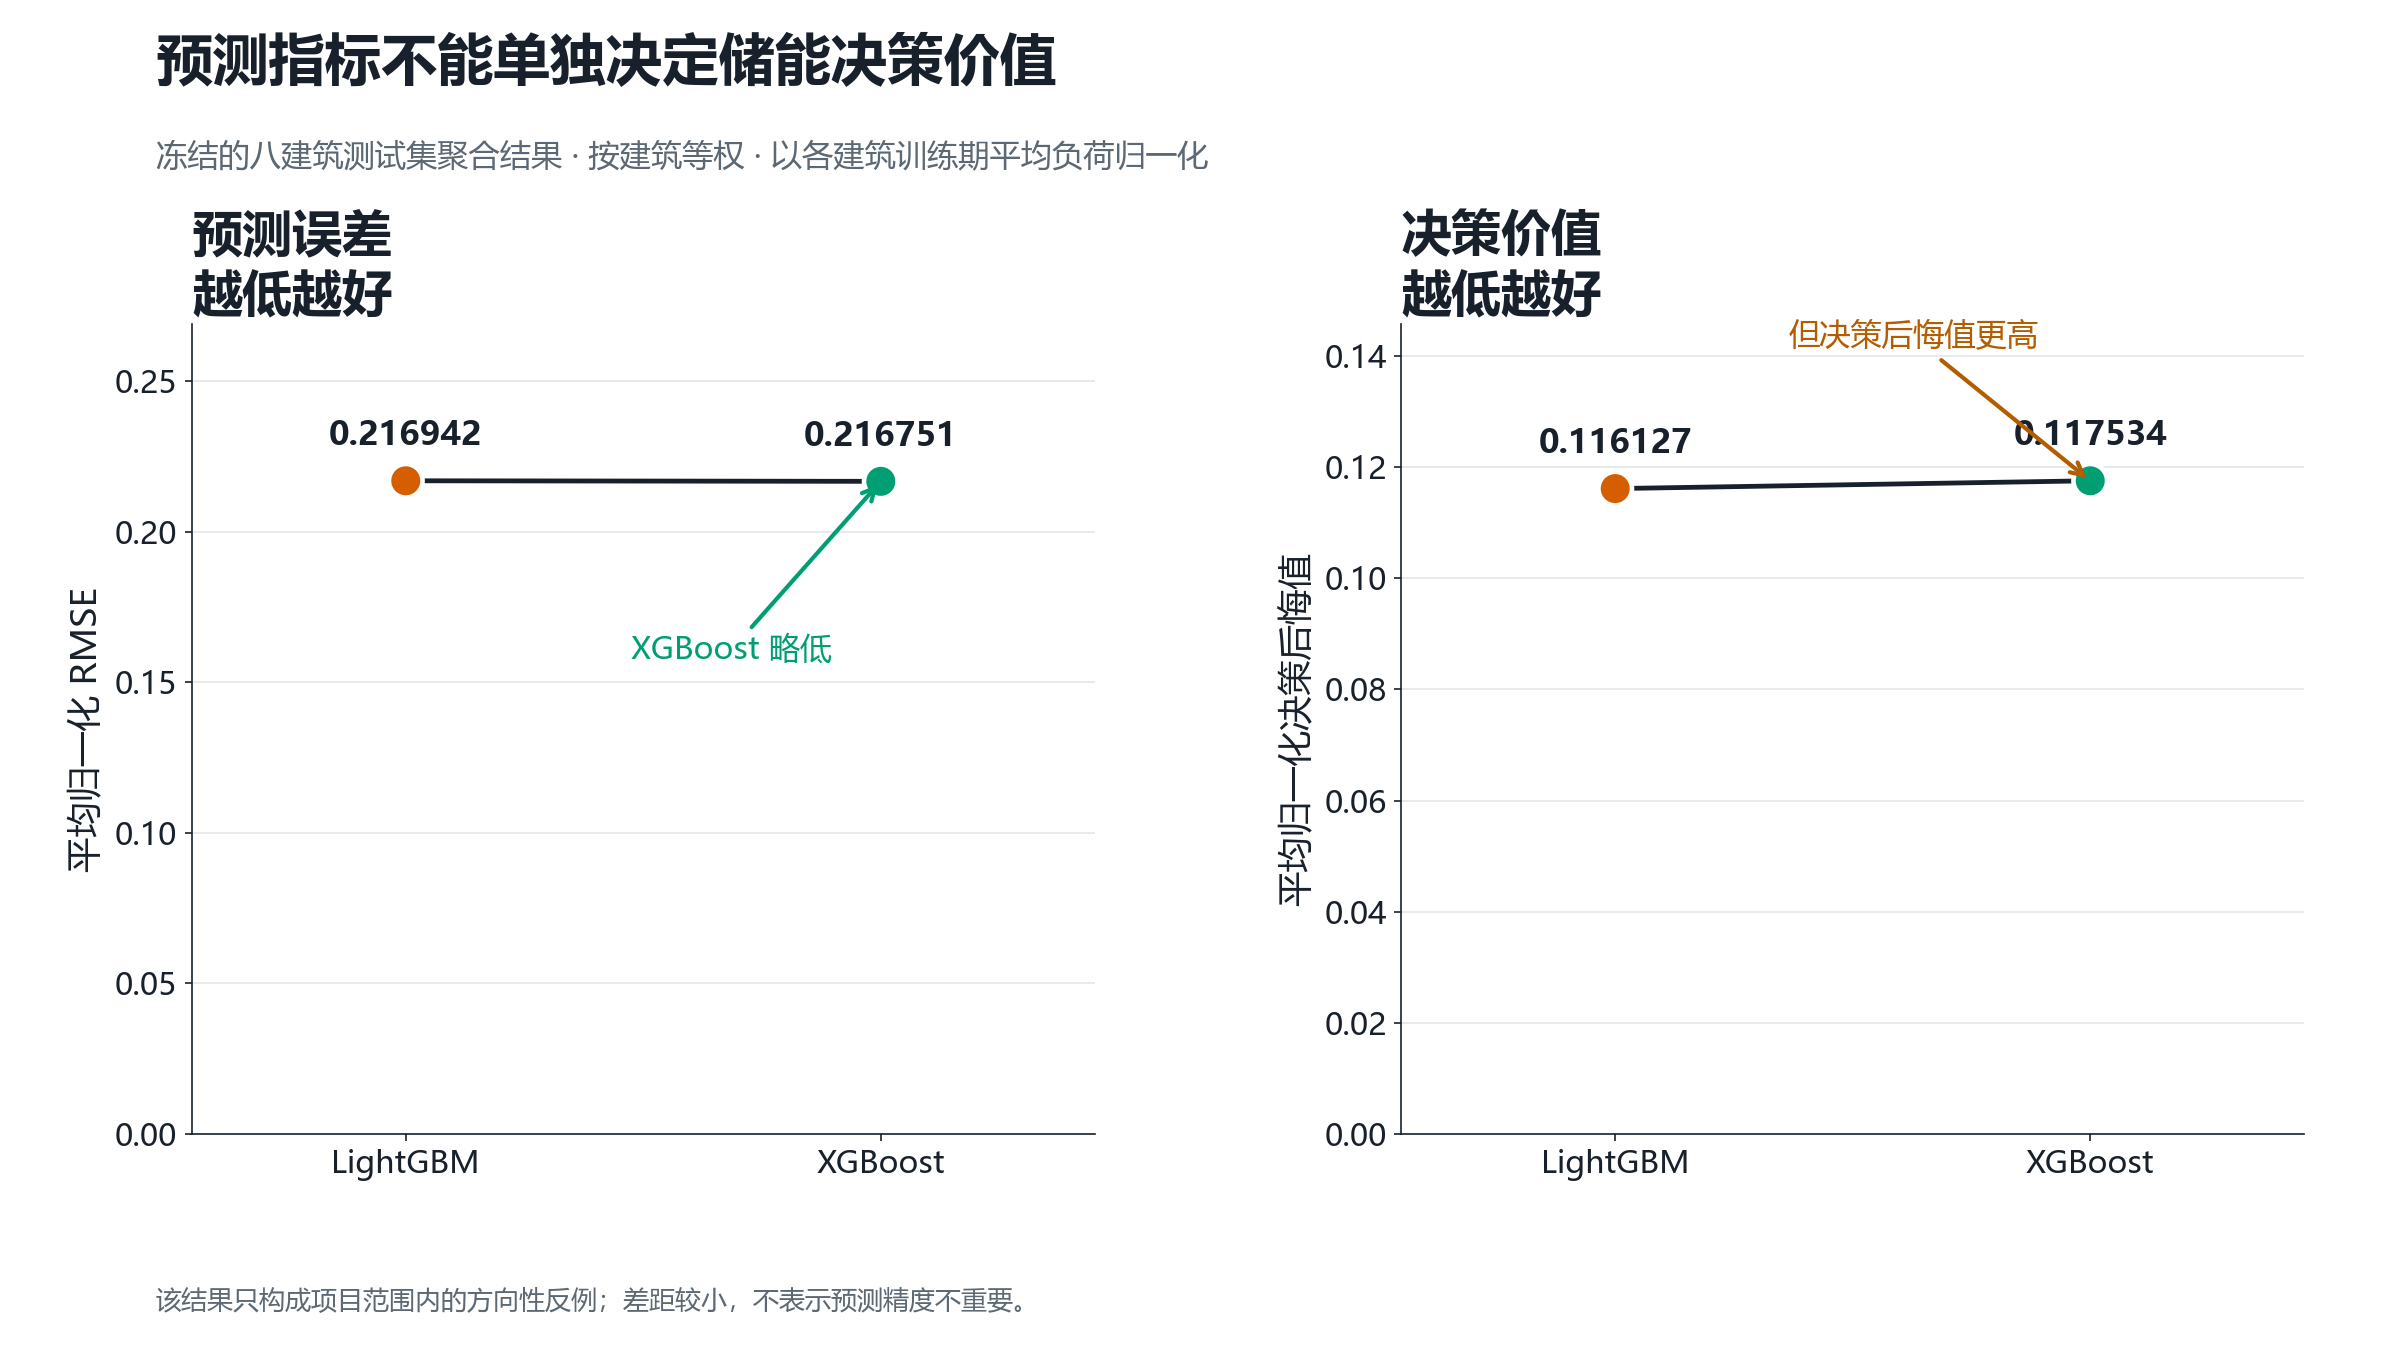 预测指标不能单独决定储能决策价值
冻结的八建筑测试集聚合结果 · 按建筑等权 · 以各建筑训练期平均负荷归一化
预测误差
越低越好
平均归一化 RMSE
0.25
0.20
0.15
0.10
0.05
0.00
0.216942
0.216751
XGBoost 略低
LightGBM
XGBoost
决策价值
越低越好
平均归一化决策后悔值
0.14
0.12
0.10
0.08
0.06
0.04
0.02
0.00
但决策后悔值更高
0.116127
0.117534
LightGBM
XGBoost
该结果只构成项目范围内的方向性反例；差距较小，不表示预测精度不重要。